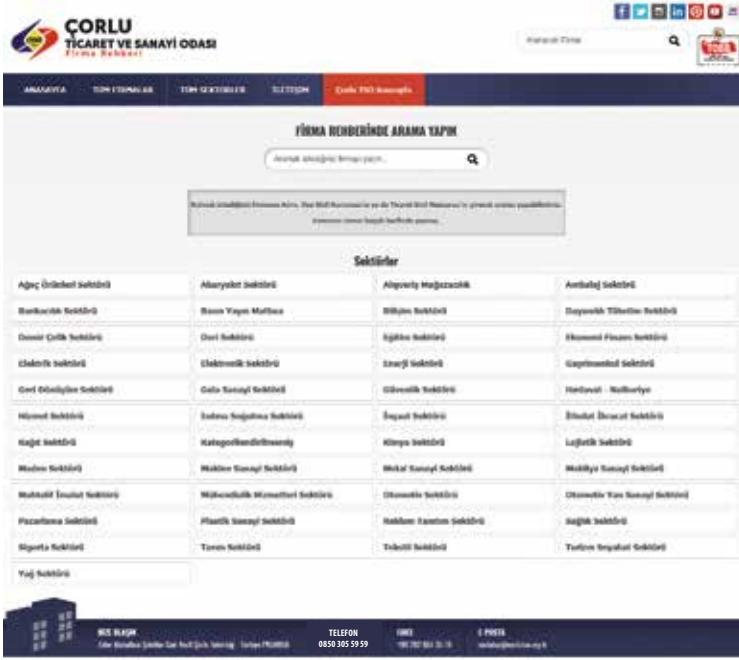 ÇORLU
TİCARET VE SANAYİ ODASI
Firma Rehberi
ANASAYFA TÜM FİRMALAR TÜM SEKTÖRLER İLETİŞİM Çorlu TSO Anasayfa
FİRMA REHBERİNDE ARAMA YAPIN
Sektörler
Ağaç Ürünleri Sektörü Akaryakıt Sektörü Alışveriş Mağazacılık Ambalaj Sektörü
Bankacılık Sektörü Basın Yayın Matbaa Bilişim Sektörü Dayanıklı Tüketim Sektörü
Demir Çelik Sektörü Deri Sektörü Eğitim Sektörü Ekonomi Finans Sektörü
Elektrik Sektörü Elektronik Sektörü Enerji Sektörü Gayrimenkul Sektörü
Geri Dönüşüm Sektörü Gıda Sanayi Sektörü Güvenlik Sektörü Hırdavat - Nalburiye
Hizmet Sektörü Isıtma Soğutma Sektörü İnşaat Sektörü İthalat İhracat Sektörü
Kağıt Sektörü Kategorilendirilmemiş Kimya Sektörü Lojistik Sektörü
Maden Sektörü Makine Sanayi Sektörü Metal Sanayi Sektörü Mobilya Sanayi Sektörü
Muhtelif İmalat Sektörü Mühendislik Hizmetleri Sektörü Otomotiv Sektörü Otomotiv Yan Sanayi Sektörü
Pazarlama Sektörü Plastik Sanayi Sektörü Reklam Tanıtım Sektörü Sağlık Sektörü
Sigorta Sektörü Tarım Sektörü Tekstil Sektörü Turizm Seyahat Sektörü
Yağ Sektörü
BİZE ULAŞIN TELEFON FAKS E POSTA
0850 305 59 59